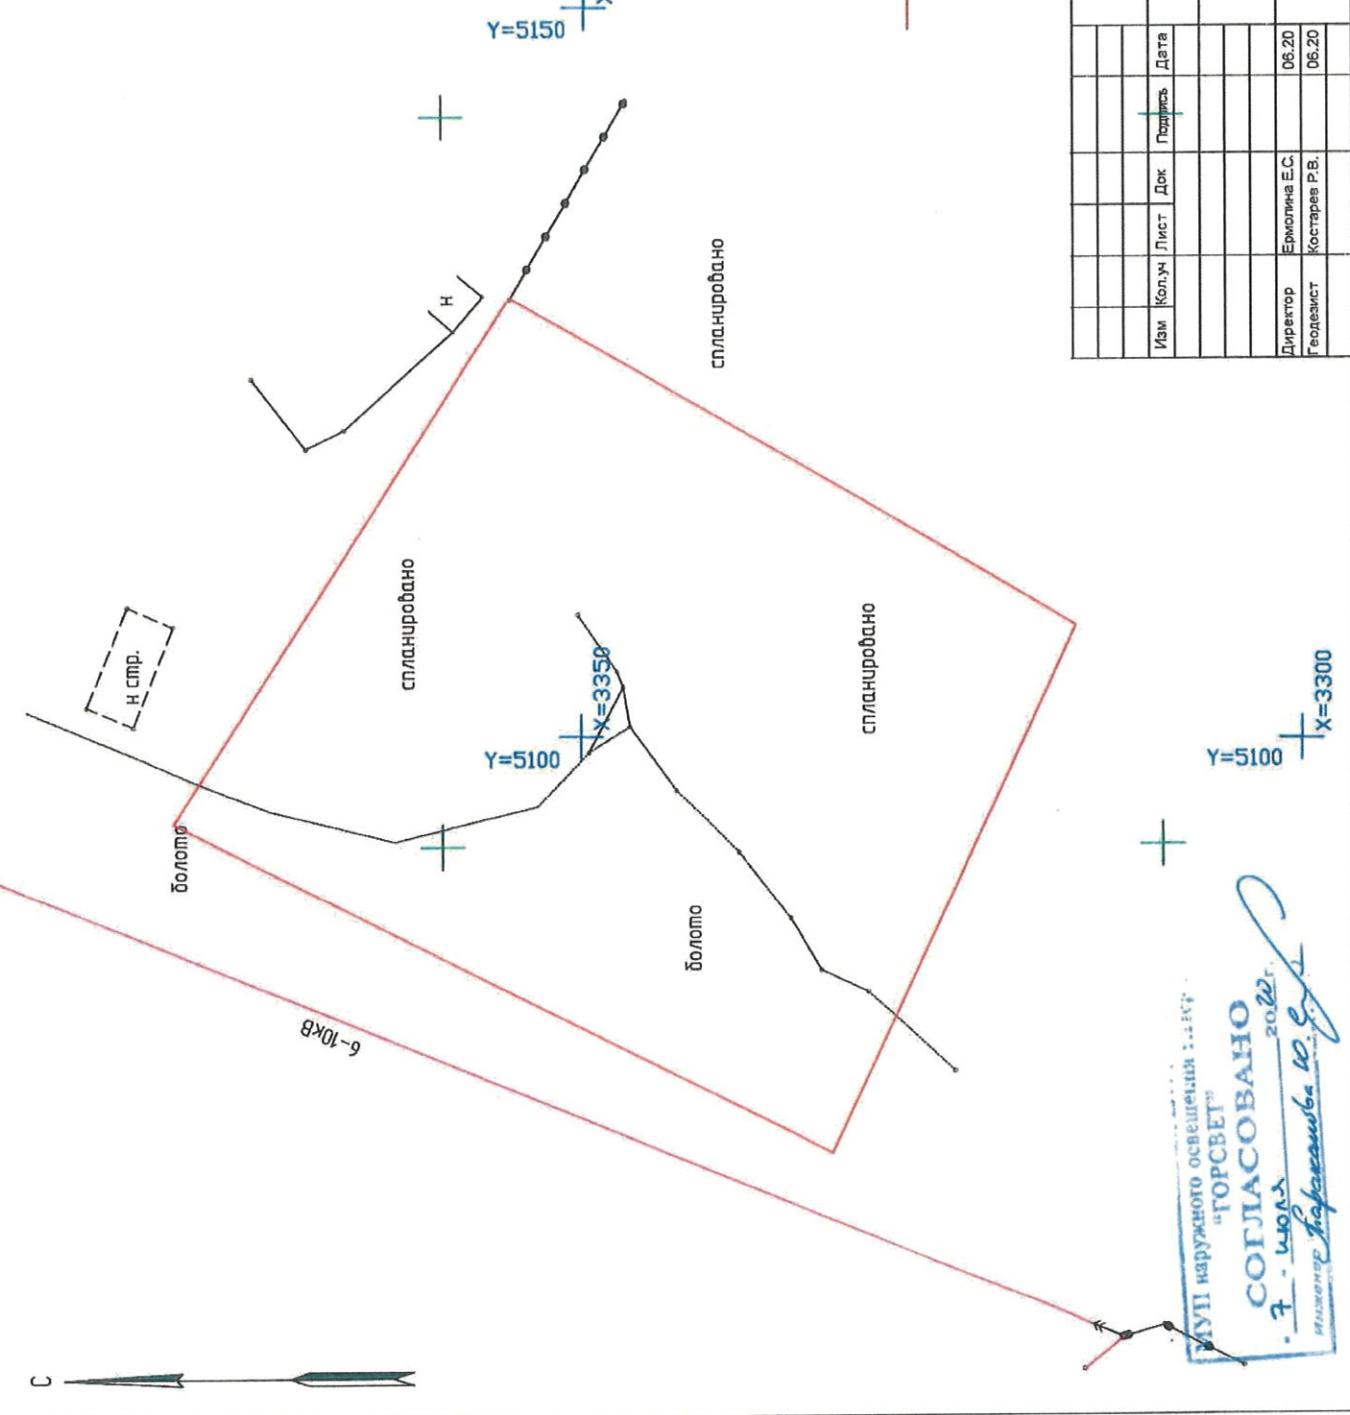 С
Y=5150
н
н стр.
болото
спланировано
спланировано
6-10кВ
X=3350
Y=5100
спланировано
болото
Y=5100
X=3300
Изм Кол.уч Лист Док Подпись Дата
Директор Ермолина Е.С. 06.20
Геодезист Костарев Р.В. 06.20
МУП наружного освещения
"ГОРСВЕТ"
СОГЛАСОВАНО
7 - июля 2020г.
Инженер